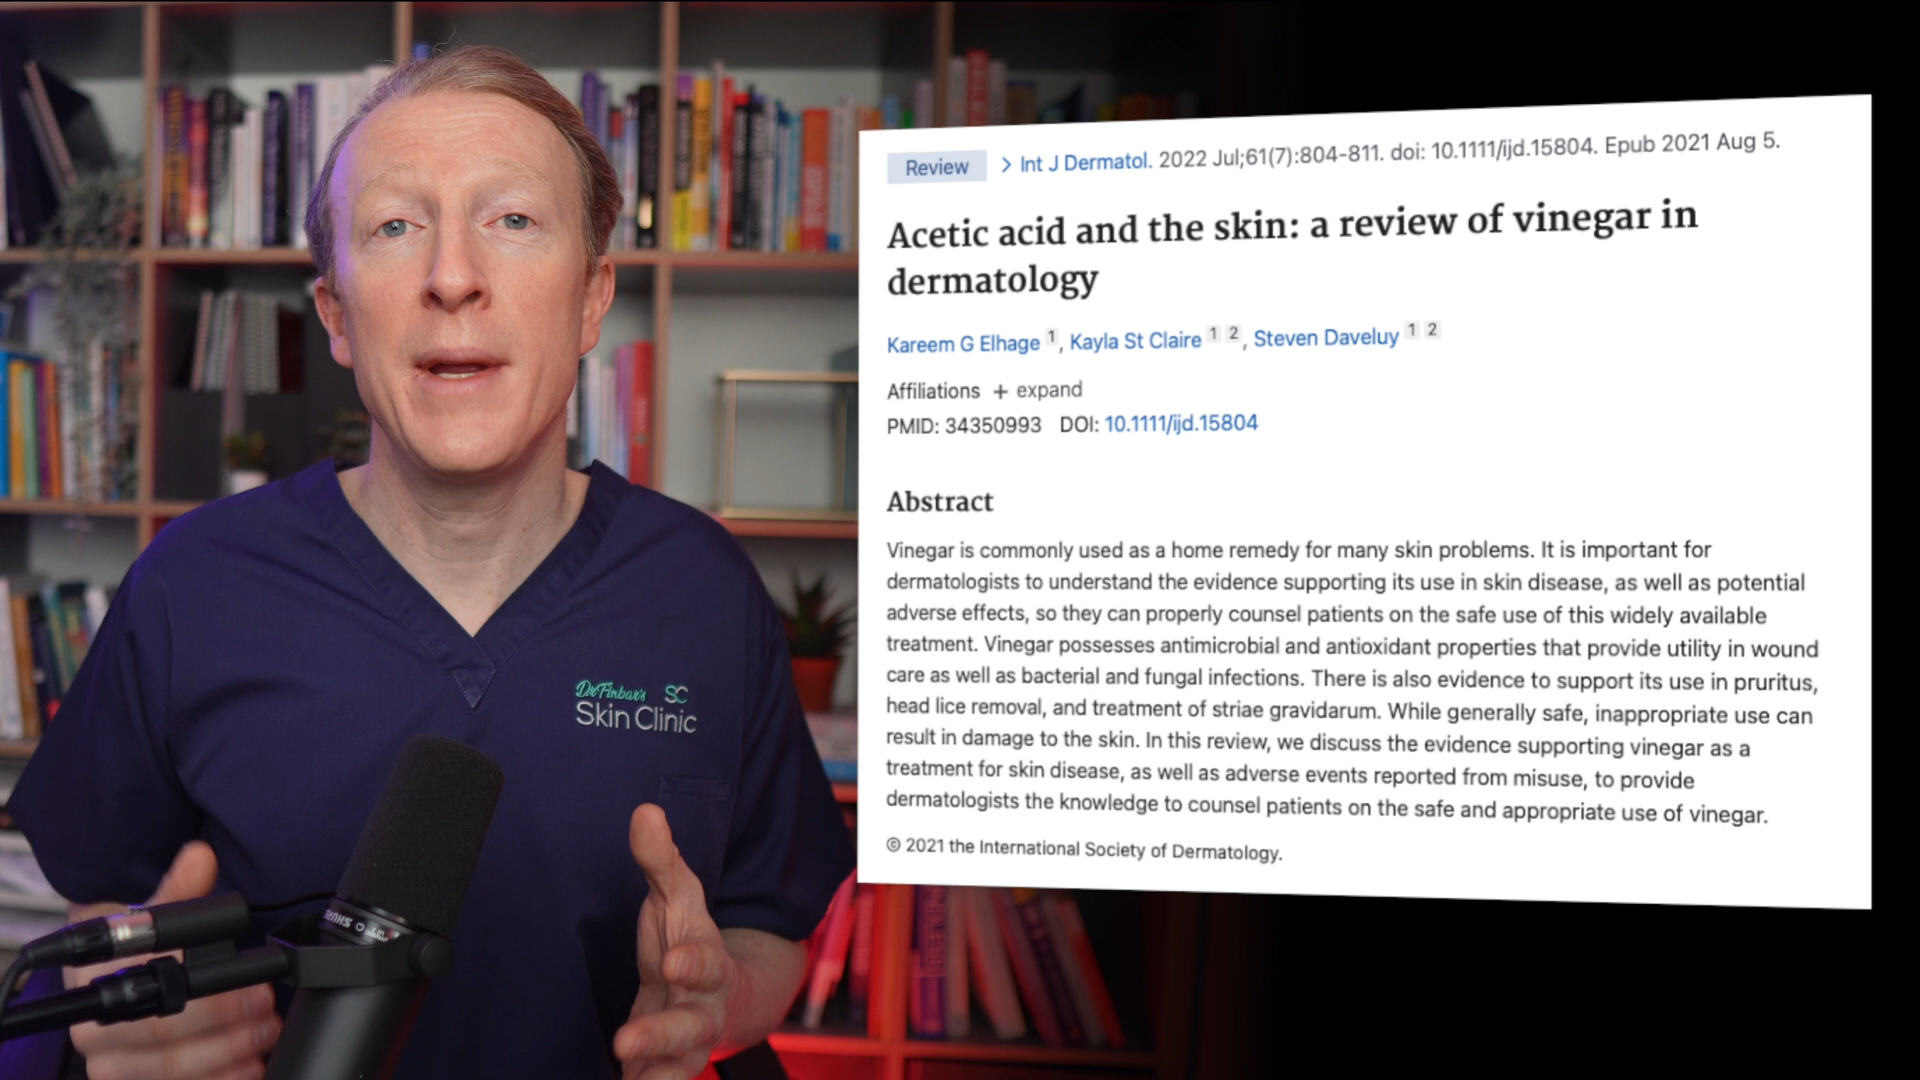 Dr Finbar's SC
Skin Clinic
SHURE
Review > Int J Dermatol. 2022 Jul;61(7):804-811. doi: 10.1111/ijd.15804. Epub 2021 Aug 5.
Acetic acid and the skin: a review of vinegar in
dermatology
Kareem G Elhage 1, Kayla St Claire 1 2, Steven Daveluy 1 2
Affiliations + expand
PMID: 34350993 DOI: 10.1111/ijd.15804
Abstract
Vinegar is commonly used as a home remedy for many skin problems. It is important for
dermatologists to understand the evidence supporting its use in skin disease, as well as potential
adverse effects, so they can properly counsel patients on the safe use of this widely available
treatment. Vinegar possesses antimicrobial and antioxidant properties that provide utility in wound
care as well as bacterial and fungal infections. There is also evidence to support its use in pruritus,
head lice removal, and treatment of striae gravidarum. While generally safe, inappropriate use can
result in damage to the skin. In this review, we discuss the evidence supporting vinegar as a
treatment for skin disease, as well as adverse events reported from misuse, to provide
dermatologists the knowledge to counsel patients on the safe and appropriate use of vinegar.
© 2021 the International Society of Dermatology.